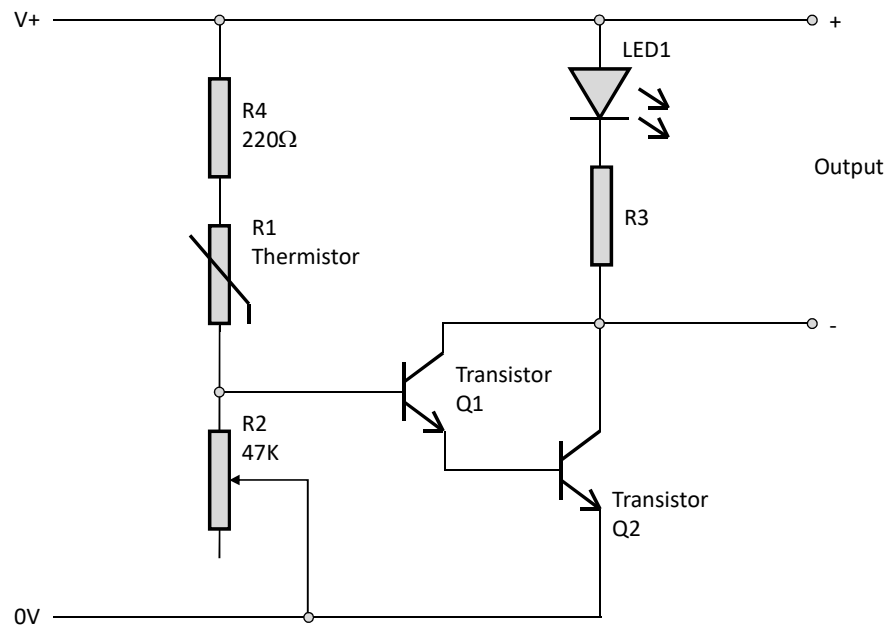 V+
+
LED1
R4
220Ω
Output
R3
R1
Thermistor
-
Transistor
Q1
R2
47K
Transistor
Q2
0V